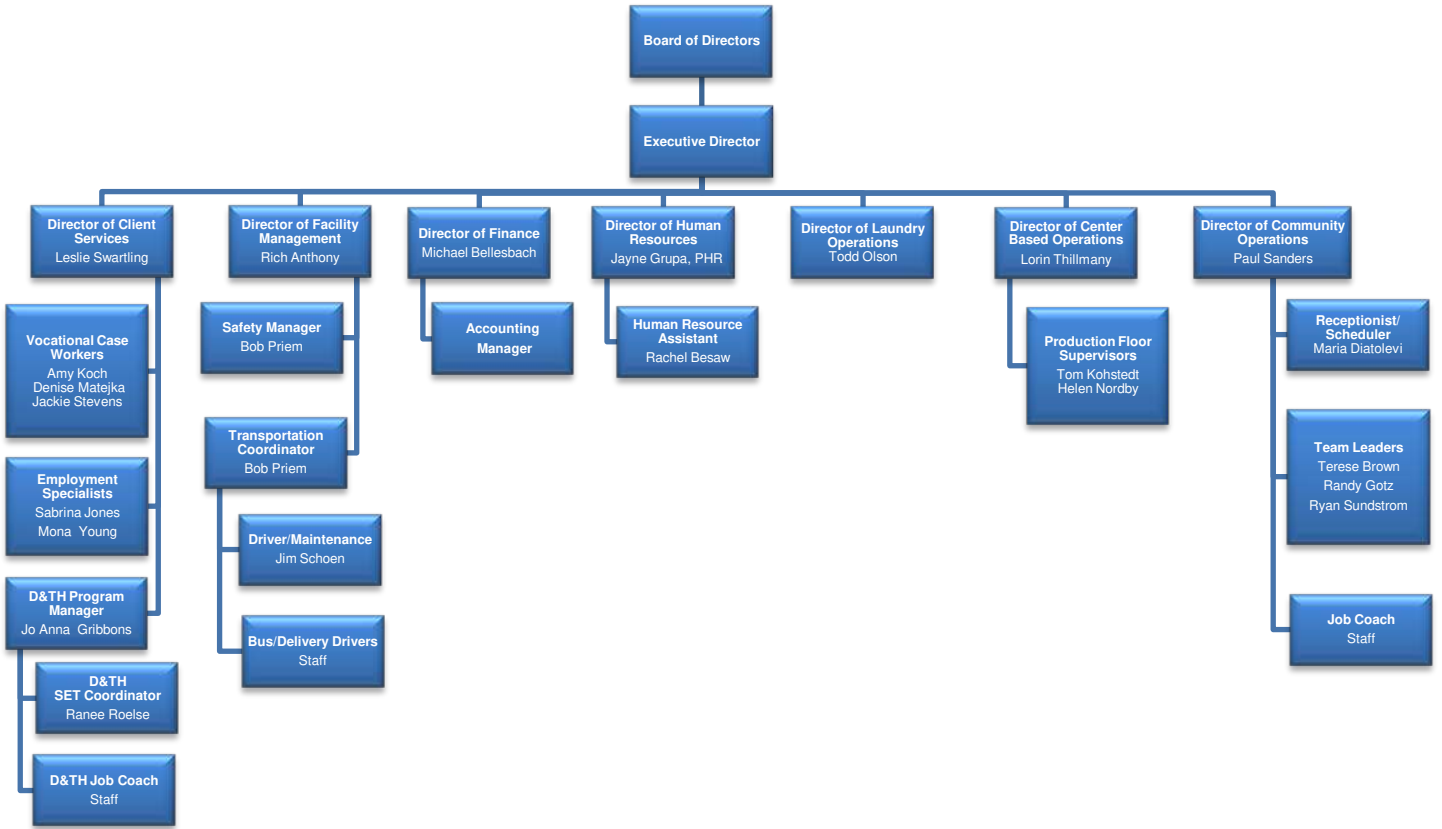 Board of Directors
Executive Director
Director of Client
Services
Leslie Swartling
Director of Facility
Management
Rich Anthony
Director of Finance
Michael Bellesbach
Director of Human
Resources
Jayne Grupa, PHR
Director of Laundry
Operations
Todd Olson
Director of Center
Based Operations
Lorin Thillmany
Director of Community
Operations
Paul Sanders
Vocational Case
Workers
Amy Koch
Denise Matejka
Jackie Stevens
Employment
Specialists
Sabrina Jones
Mona Young
D&TH Program
Manager
Jo Anna Gribbons
D&TH
SET Coordinator
Ranee Roelse
D&TH Job Coach
Staff
Safety Manager
Bob Priem
Transportation
Coordinator
Bob Priem
Driver/Maintenance
Jim Schoen
Bus/Delivery Drivers
Staff
Accounting
Manager
Human Resource
Assistant
Rachel Besaw
Production Floor
Supervisors
Tom Kohstedt
Helen Nordby
Receptionist/
Scheduler
Maria Diatolevi
Team Leaders
Terese Brown
Randy Gotz
Ryan Sundstrom
Job Coach
Staff